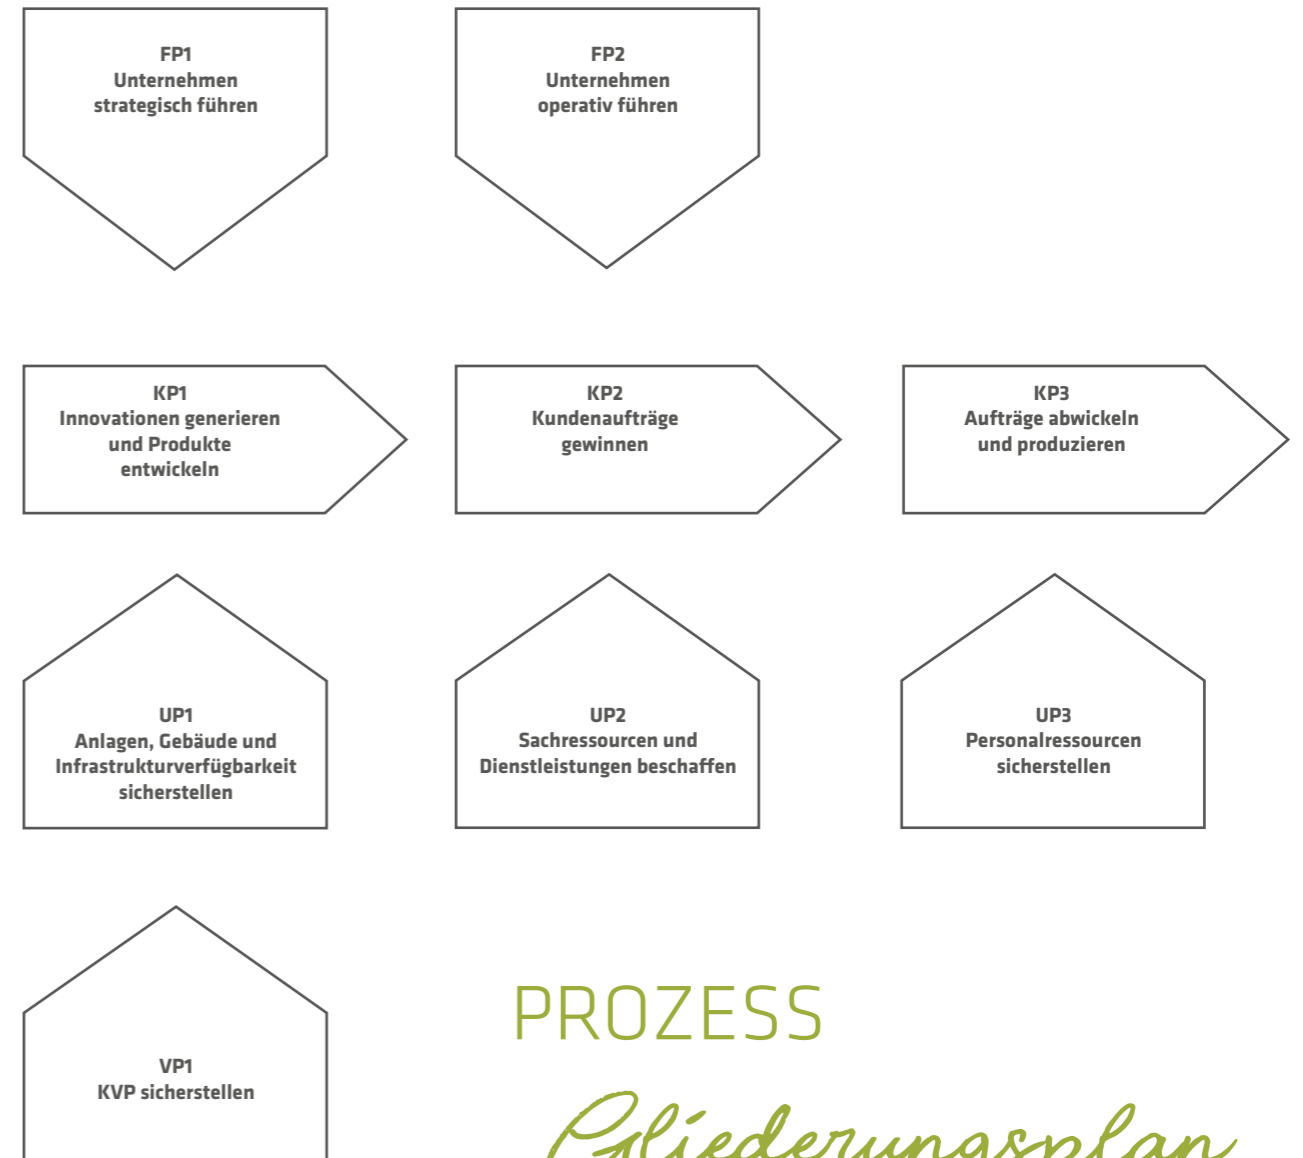 FP1
Unternehmen
strategisch führen
FP2
Unternehmen
operativ führen
KP1
Innovationen generieren
und Produkte
entwickeln
KP2
Kundenaufträge
gewinnen
KP3
Aufträge abwickeln
und produzieren
UP1
Anlagen, Gebäude und
Infrastrukturverfügbarkeit
sicherstellen
UP2
Sachressourcen und
Dienstleistungen beschaffen
UP3
Personalressourcen
sicherstellen
VP1
KVP sicherstellen
PROZESS
Gliederungsplan